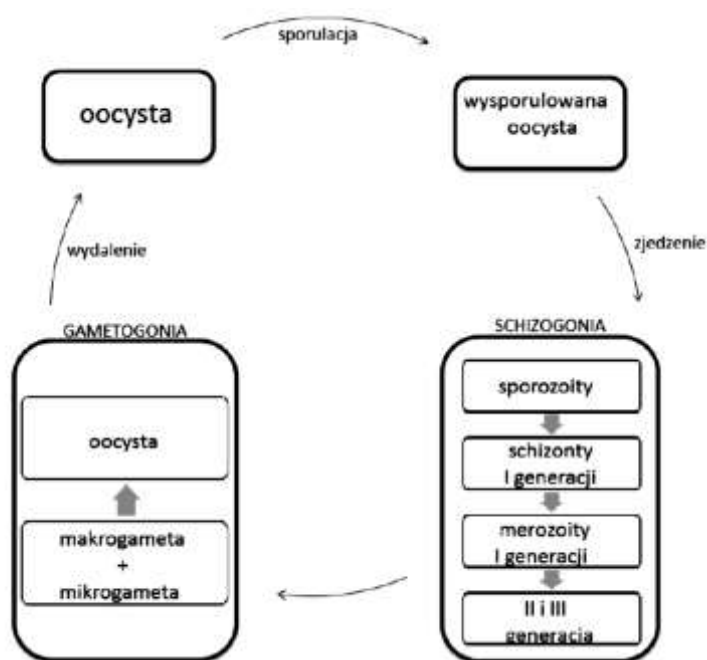 sporulacja
oocysta
wysporulowana
oocysta
wydalenie
zjedzenie
GAMETOGONIA
oocysta
makrogameta
+
mikrogameta
SCHIZOGONIA
sporozoity
schizonty
I generacji
merozoity
I generacji
II i III
generacja